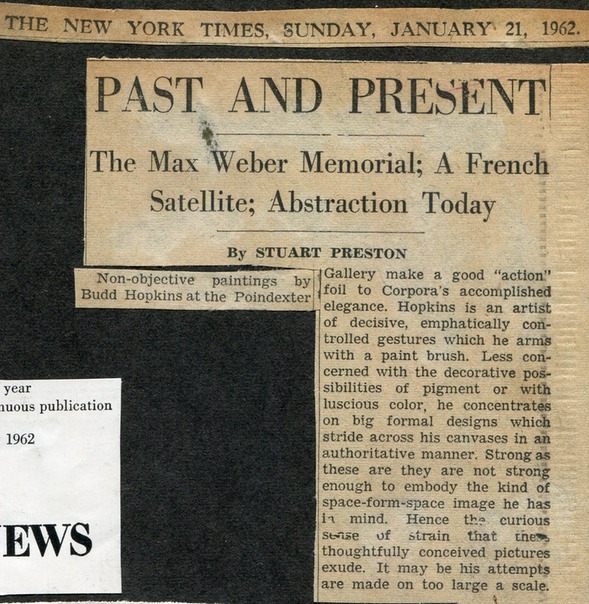 THE NEW YORK TIMES, SUNDAY, JANUARY 21, 1962.
PAST AND PRESENT
The Max Weber Memorial; A French
Satellite; Abstraction Today
By STUART PRESTON
Non-objective paintings by
Budd Hopkins at the Poindexter
Gallery make a good "action"
foil to Corpora's accomplished
elegance. Hopkins is an artist
of decisive, emphatically con-
trolled gestures which he arms
with a paint brush. Less con-
cerned with the decorative pos-
sibilities of pigment or with
luscious color, he concentrates
on big formal designs which
stride across his canvases in an
authoritative manner. Strong as
these are they are not strong
enough to embody the kind of
space-form-space image he has
in mind. Hence the curious
sense of strain that these
thoughtfully conceived pictures
exude. It may be his attempts
are made on too large a scale.
year
nuous publication
1962
EWS